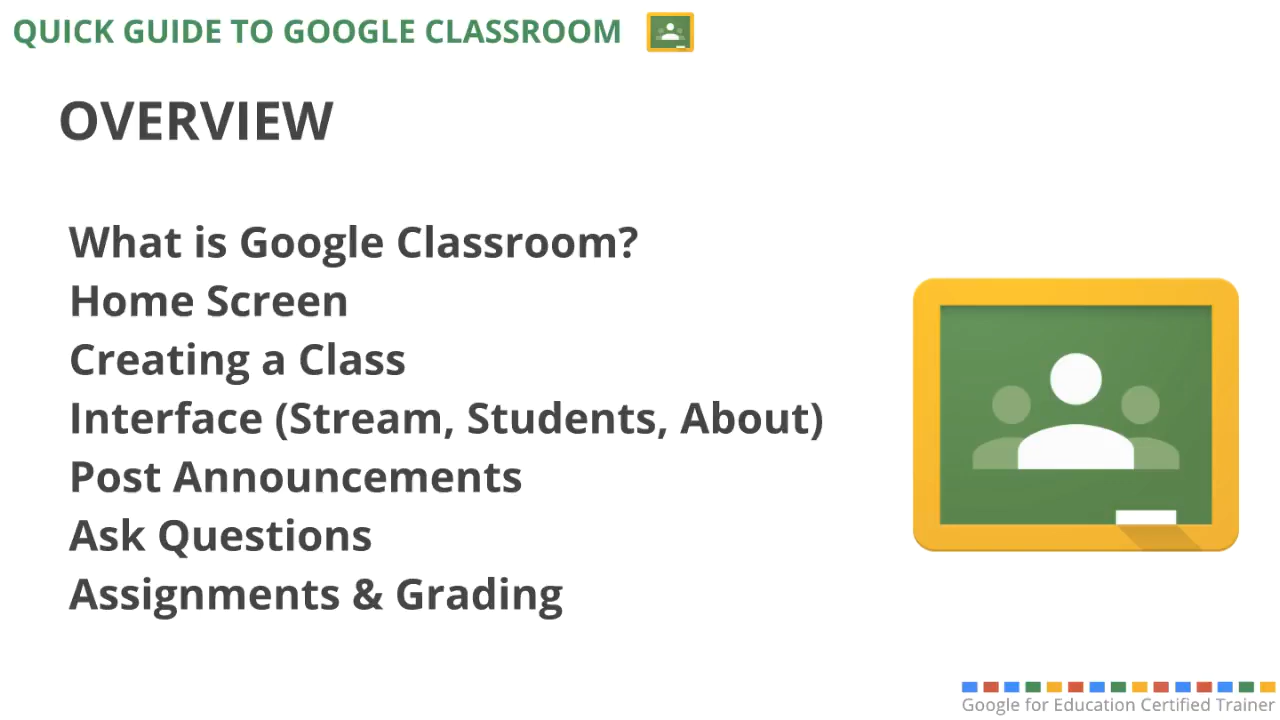 QUICK GUIDE TO GOOGLE CLASSROOM
OVERVIEW
What is Google Classroom?
Home Screen
Creating a Class
Interface (Stream, Students, About)
Post Announcements
Ask Questions
Assignments & Grading
Google for Education Certified Trainer